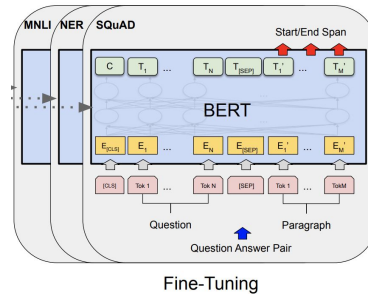 MNLI NER SQuAD Start/End Span
C T1 ... TN T[SEP] T1' ... TM'
BERT
E[CLS] E1 ... EN E[SEP] E1' ... EM'
[CLS] Tok 1 ... Tok N [SEP] Tok 1 ... TokM
Question Paragraph
Question Answer Pair
Fine-Tuning